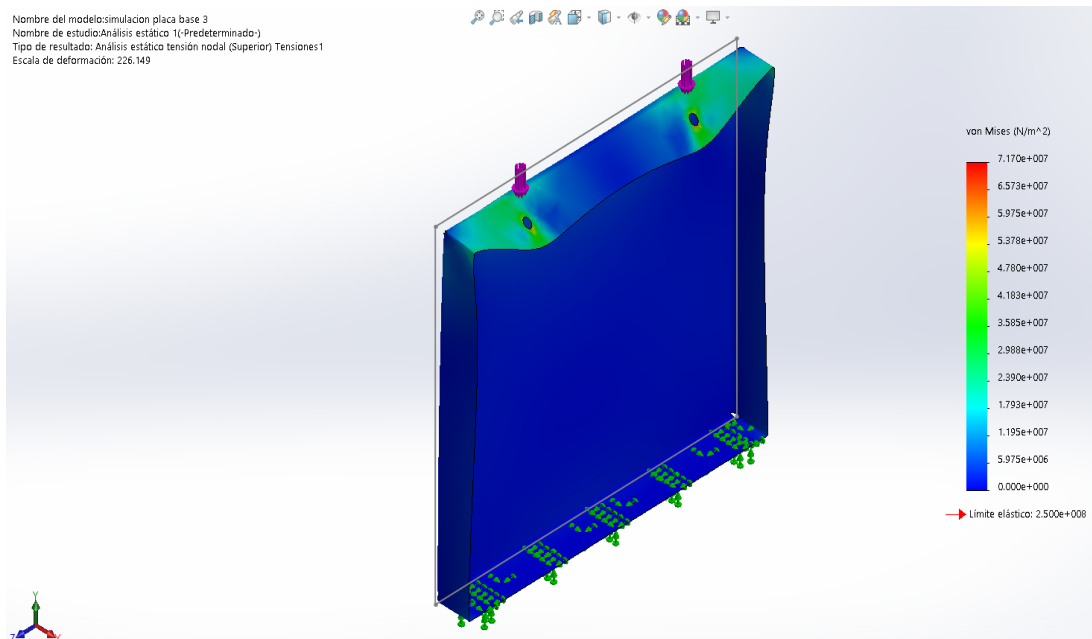 Nombre del modelo:simulacion placa base 3
Nombre de estudio:Análisis estático 1(-Predeterminado-)
Tipo de resultado: Análisis estático tensión nodal (Superior) Tensiones1
Escala de deformación: 226.149
von Mises (N/m^2)
7.170e+007
6.573e+007
5.975e+007
5.378e+007
4.780e+007
4.183e+007
3.585e+007
2.988e+007
2.390e+007
1.793e+007
1.195e+007
5.975e+006
0.000e+000
Límite elástico: 2.500e+008
Y
Z
X